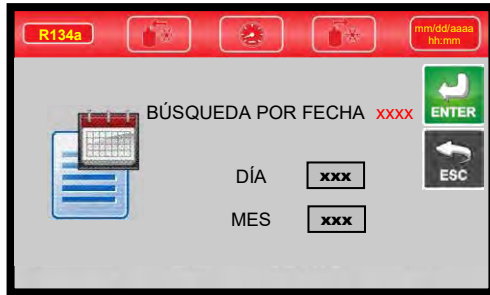 R134a
mm/dd/aaaa
hh:mm
BÚSQUEDA POR FECHA xxxx
ENTER
DÍA xxx
ESC
MES xxx